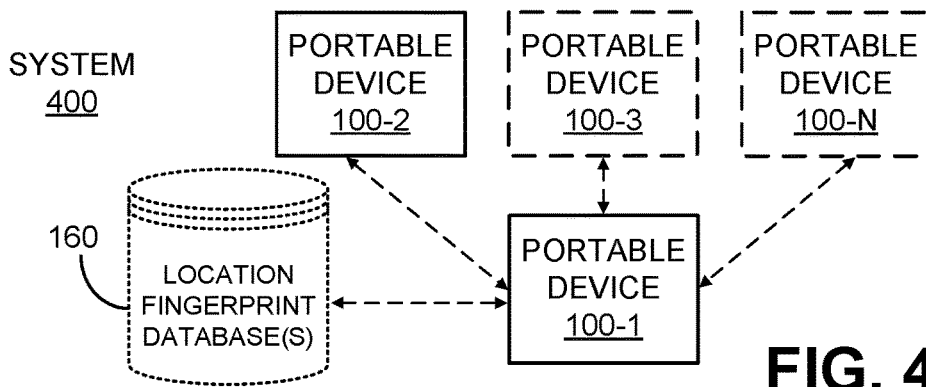 SYSTEM
400
PORTABLE
DEVICE
100-2
PORTABLE
DEVICE
100-3
PORTABLE
DEVICE
100-N
160
LOCATION
FINGERPRINT
DATABASE(S)
PORTABLE
DEVICE
100-1
FIG. 4